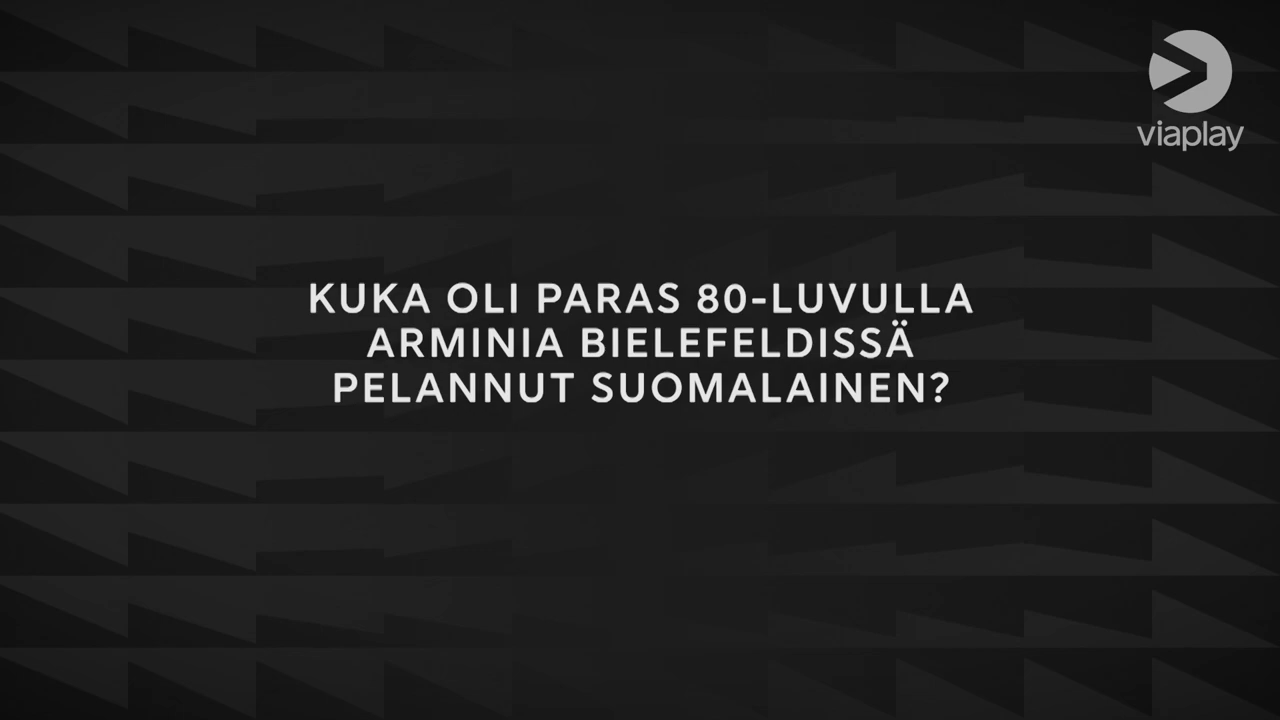 viaplay
KUKA OLI PARAS 80-LUVULLA
ARMINIA BIELEFELDISSÄ
PELANNUT SUOMALAINEN?